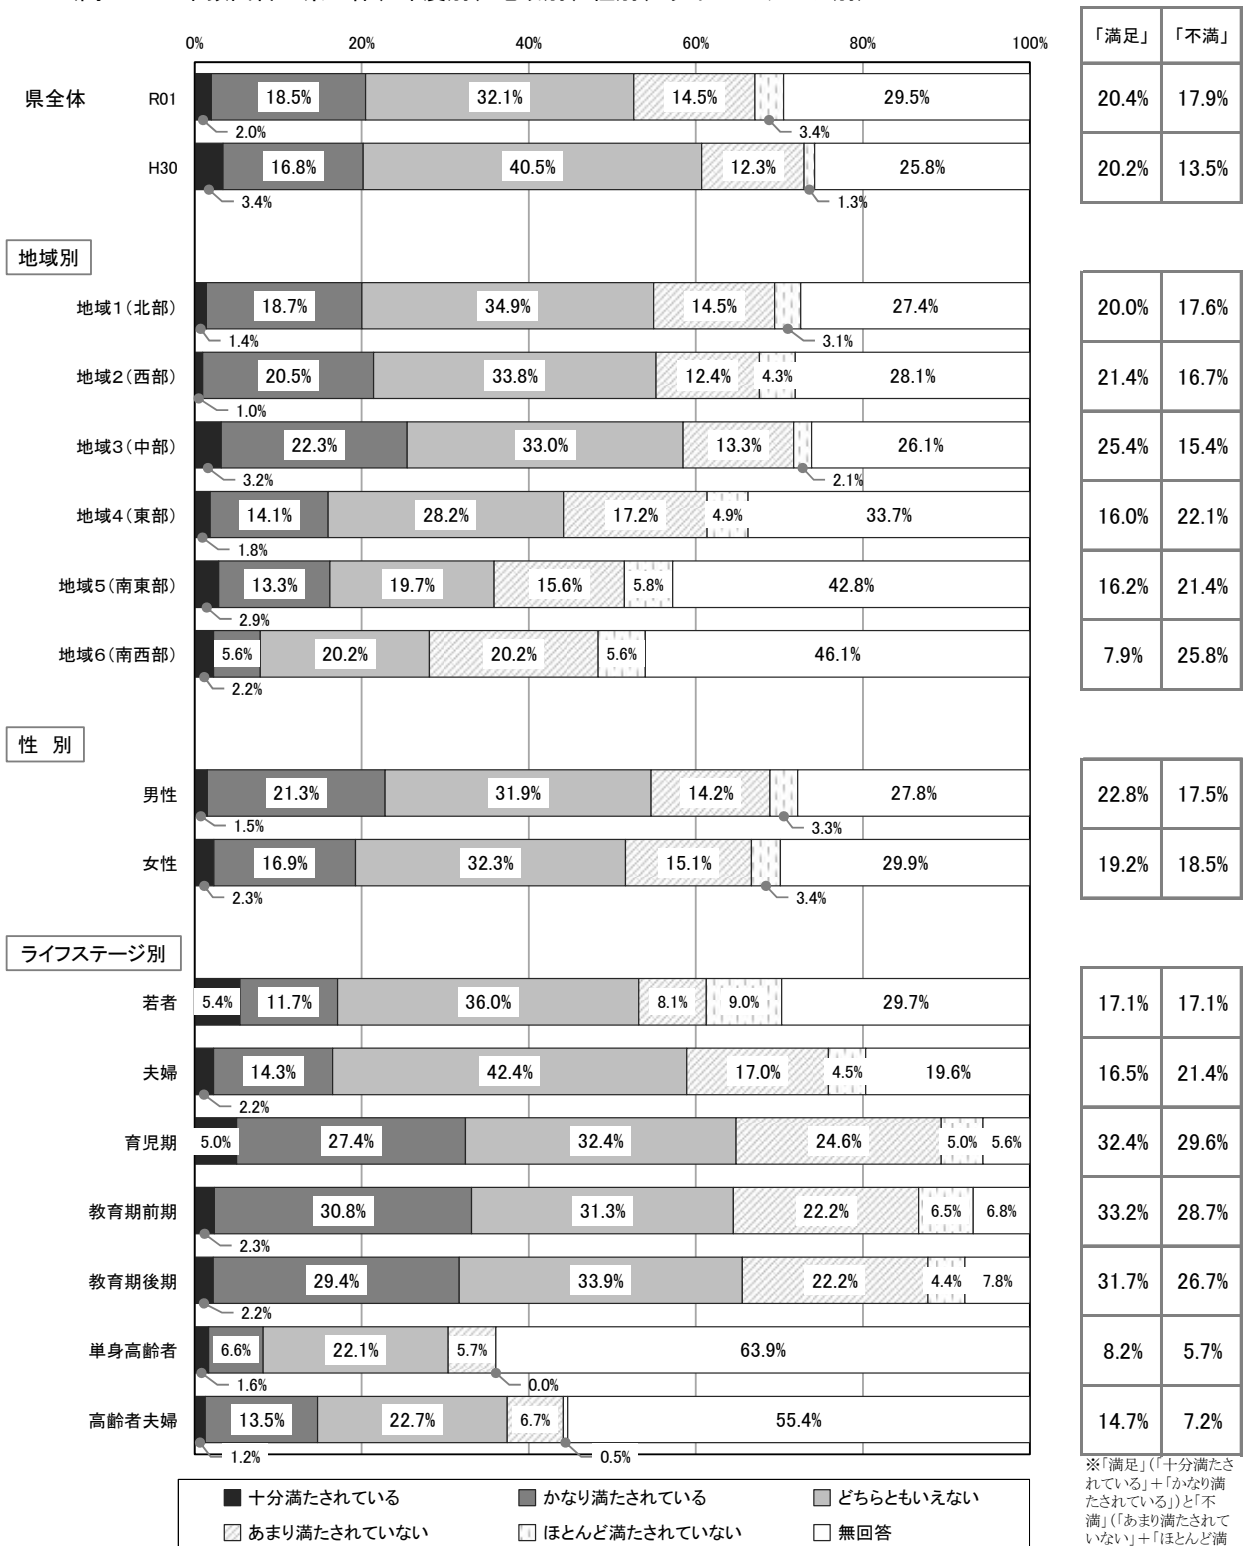 0% 20% 40% 60% 80% 100% 「満足」 「不満」
県全体 R01 18.5% 32.1% 14.5% 29.5% 20.4% 17.9%
2.0% 3.4%
H30 16.8% 40.5% 12.3% 25.8% 20.2% 13.5%
3.4% 1.3%
地域別
地域1(北部) 18.7% 34.9% 14.5% 27.4% 20.0% 17.6%
1.4% 3.1%
地域2(西部) 20.5% 33.8% 12.4% 4.3% 28.1% 21.4% 16.7%
1.0%
地域3(中部) 22.3% 33.0% 13.3% 26.1% 25.4% 15.4%
3.2% 2.1%
地域4(東部) 14.1% 28.2% 17.2% 4.9% 33.7% 16.0% 22.1%
1.8%
地域5(南東部) 13.3% 19.7% 15.6% 5.8% 42.8% 16.2% 21.4%
2.9%
地域6(南西部) 5.6% 20.2% 20.2% 5.6% 46.1% 7.9% 25.8%
2.2%
性 別
男性 21.3% 31.9% 14.2% 27.8% 22.8% 17.5%
1.5% 3.3%
女性 16.9% 32.3% 15.1% 29.9% 19.2% 18.5%
2.3% 3.4%
ライフステージ別
若者 5.4% 11.7% 36.0% 8.1% 9.0% 29.7% 17.1% 17.1%
夫婦 14.3% 42.4% 17.0% 4.5% 19.6% 16.5% 21.4%
2.2%
育児期 5.0% 27.4% 32.4% 24.6% 5.0% 5.6% 32.4% 29.6%
教育期前期 30.8% 31.3% 22.2% 6.5% 6.8% 33.2% 28.7%
2.3%
教育期後期 29.4% 33.9% 22.2% 4.4% 7.8% 31.7% 26.7%
2.2%
単身高齢者 6.6% 22.1% 5.7% 63.9% 8.2% 5.7%
1.6% 0.0%
高齢者夫婦 13.5% 22.7% 6.7% 55.4% 14.7% 7.2%
1.2% 0.5%
十分満たされている かなり満たされている どちらともいえない
あまり満たされていない ほとんど満たされていない 無回答
※「満足」(「十分満たさ
れている」+「かなり満
たされている」)と「不
満」(「あまり満たされて
いない」+「ほとんど満